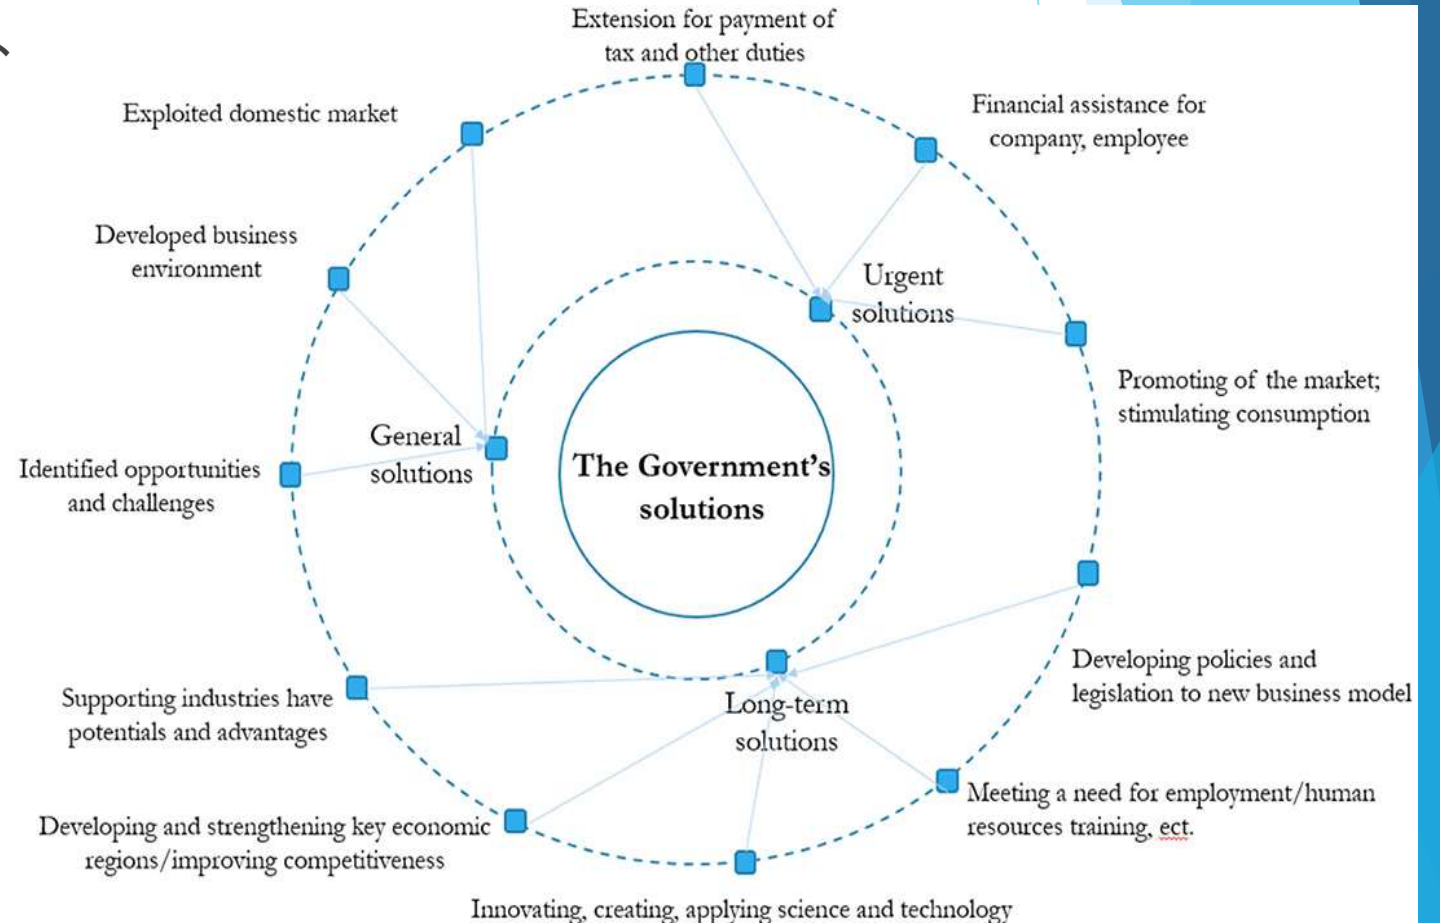 Extension for payment of
tax and other duties
Exploited domestic market
Financial assistance for
company, employee
Developed business
environment
Urgent
solutions
Promoting of the market;
stimulating consumption
General
solutions
Identified opportunities
and challenges
The Government's
solutions
Developing policies and
legislation to new business model
Supporting industries have
potentials and advantages
Long-term
solutions
Meeting a need for employment/human
resources training, ect.
Developing and strengthening key economic
regions/improving competitiveness
Innovating, creating, applying science and technology